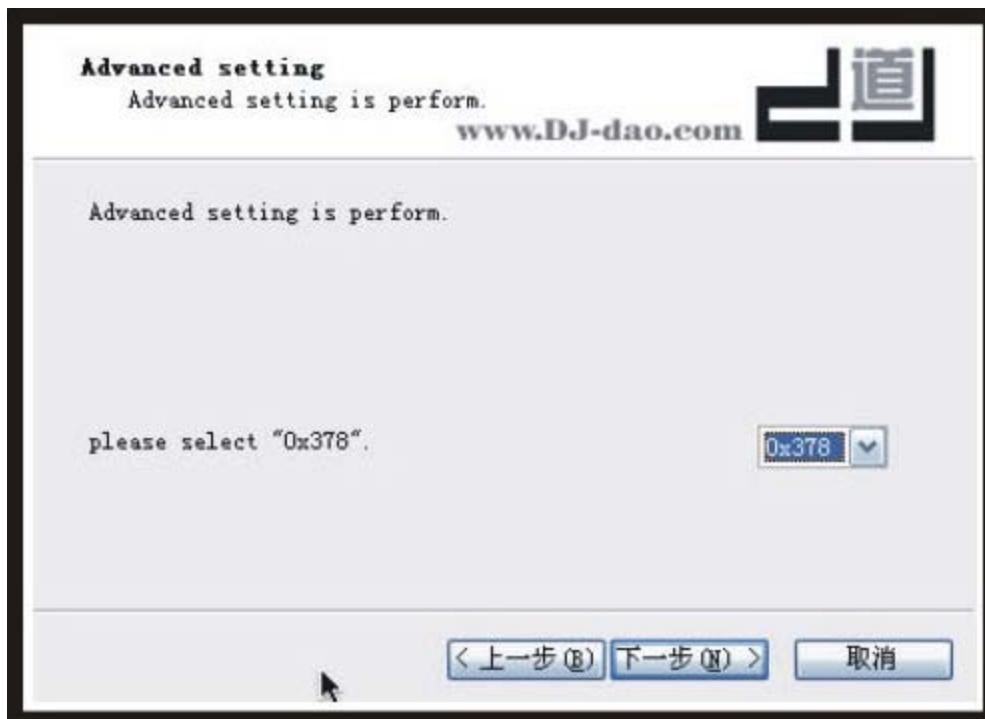 Advanced setting
Advanced setting is perform.
www.DJ-dao.com
道
Advanced setting is perform.
please select "0x378".
0x378
< 上一步(B)
下一步(N) >
取消